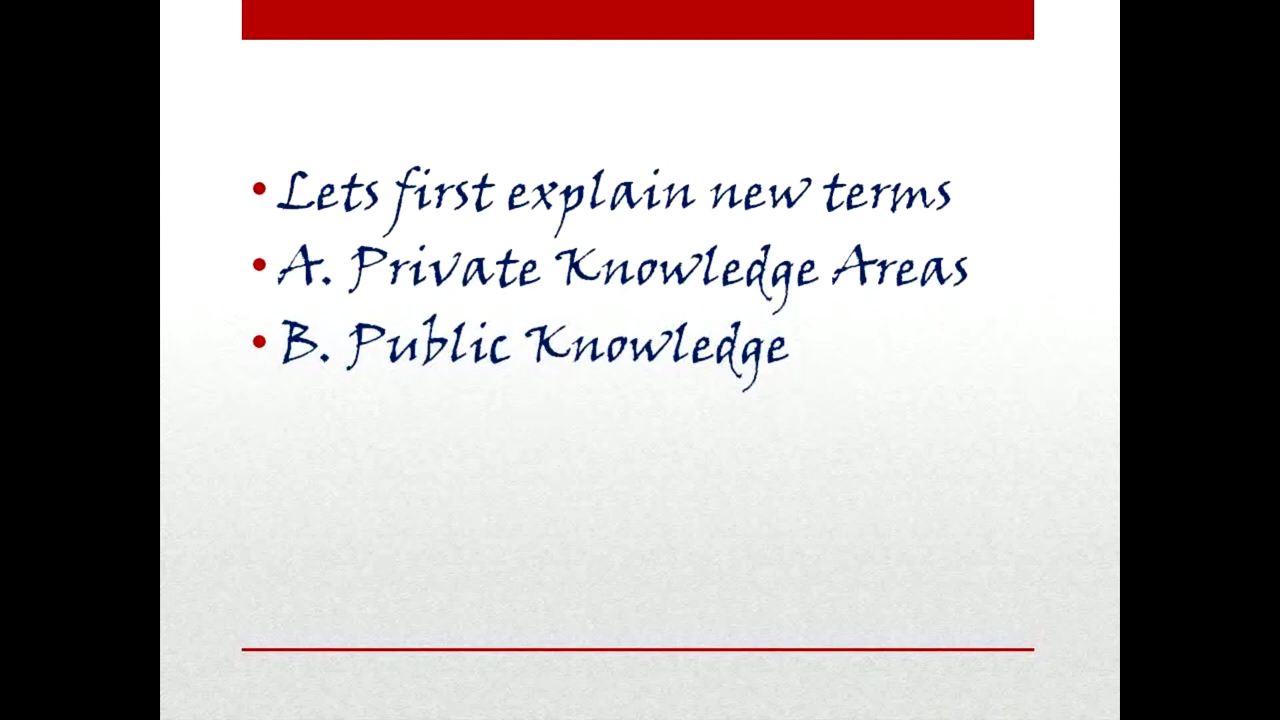 • Lets first explain new terms
• A. Private Knowledge Areas
• B. Public Knowledge